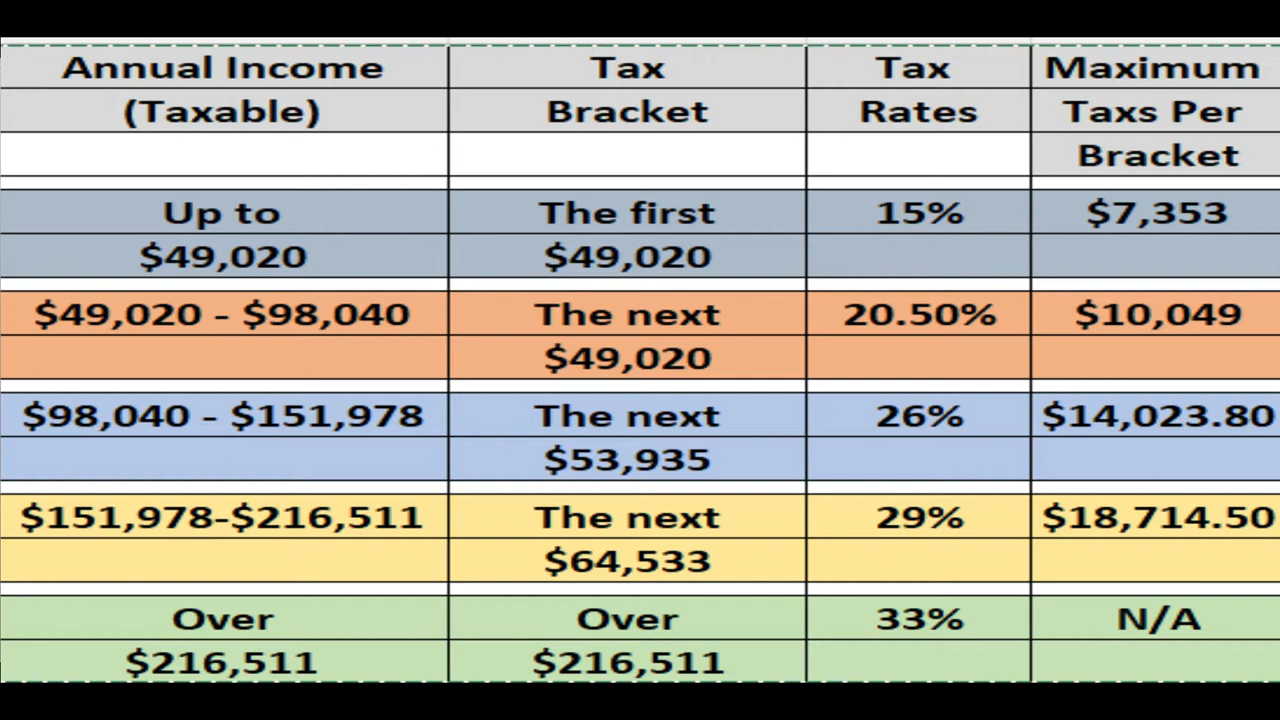 Annual Income Tax Tax Maximum
(Taxable) Bracket Rates Taxs Per
Bracket
Up to The first 15% $7,353
$49,020 $49,020
$49,020 - $98,040 The next 20.50% $10,049
$49,020
$98,040 - $151,978 The next 26% $14,023.80
$53,935
$151,978-$216,511 The next 29% $18,714.50
$64,533
Over Over 33% N/A
$216,511 $216,511